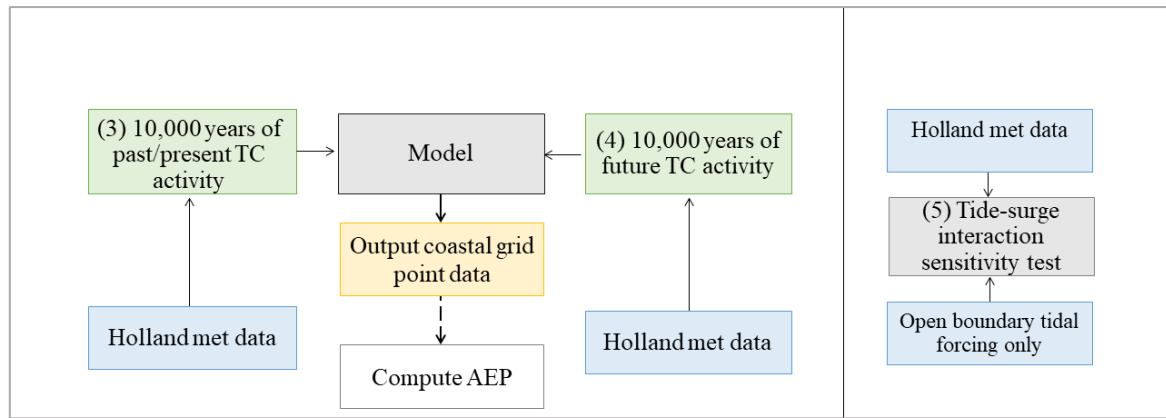 (3) 10,000 years of
past/present TC
activity
Model
(4) 10,000 years of
future TC activity
Output coastal grid
point data
Holland met data
Compute AEP
Holland met data
Holland met data
(5) Tide-surge
interaction
sensitivity test
Open boundary tidal
forcing only